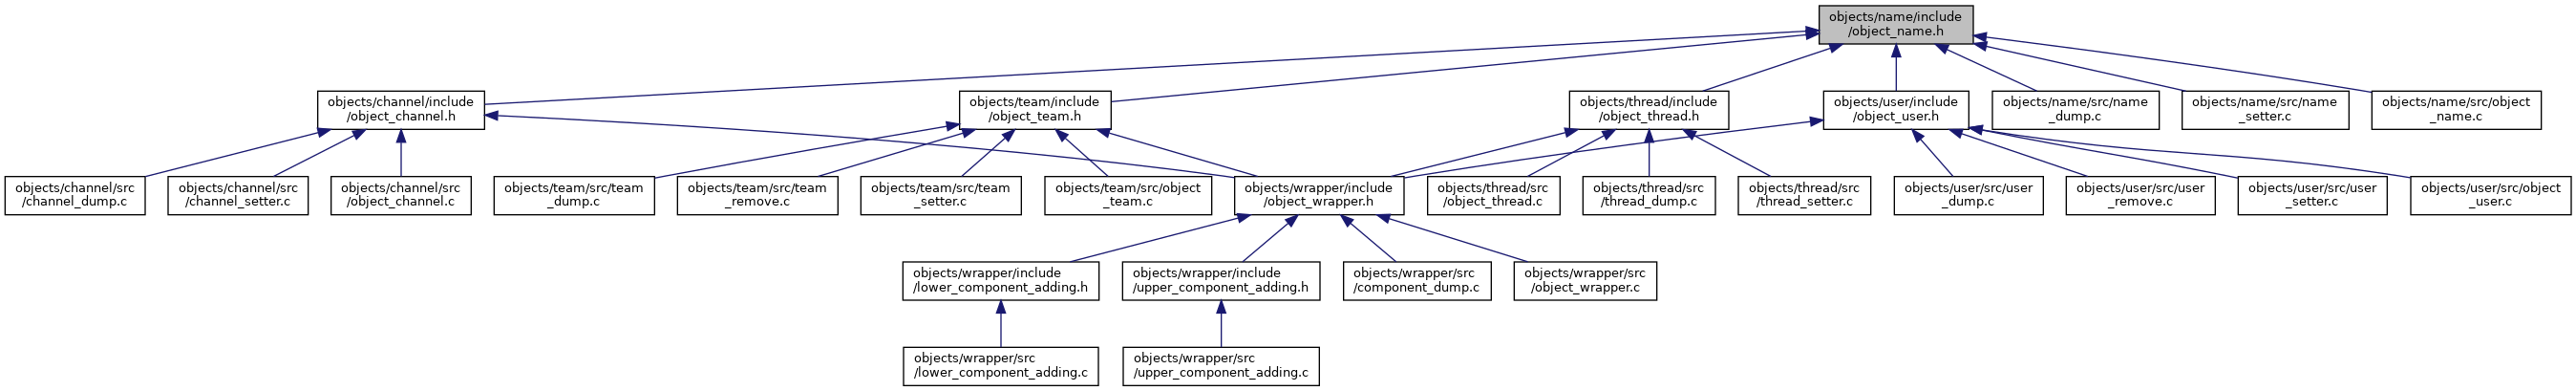 objects/name/include
/object_name.h
objects/channel/include
/object_channel.h
objects/team/include
/object_team.h
objects/thread/include
/object_thread.h
objects/user/include
/object_user.h
objects/name/src/name
_dump.c
objects/name/src/name
_setter.c
objects/name/src/object
_name.c
objects/channel/src
/channel_dump.c
objects/channel/src
/channel_setter.c
objects/channel/src
/object_channel.c
objects/team/src/team
_dump.c
objects/team/src/team
_remove.c
objects/team/src/team
_setter.c
objects/team/src/object
_team.c
objects/wrapper/include
/object_wrapper.h
objects/thread/src
/object_thread.c
objects/thread/src
/thread_dump.c
objects/thread/src
/thread_setter.c
objects/user/src/user
_dump.c
objects/user/src/user
_remove.c
objects/user/src/user
_setter.c
objects/user/src/object
_user.c
objects/wrapper/include
/lower_component_adding.h
objects/wrapper/include
/upper_component_adding.h
objects/wrapper/src
/component_dump.c
objects/wrapper/src
/object_wrapper.c
objects/wrapper/src
/lower_component_adding.c
objects/wrapper/src
/upper_component_adding.c